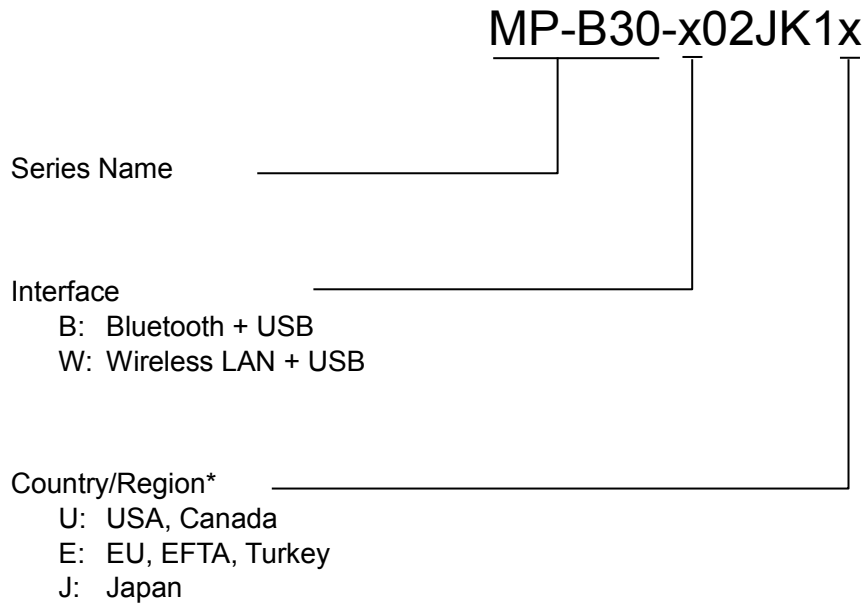 MP-B30-x02JK1x
Series Name
Interface
B: Bluetooth + USB
W: Wireless LAN + USB
Country/Region*
U: USA, Canada
E: EU, EFTA, Turkey
J: Japan